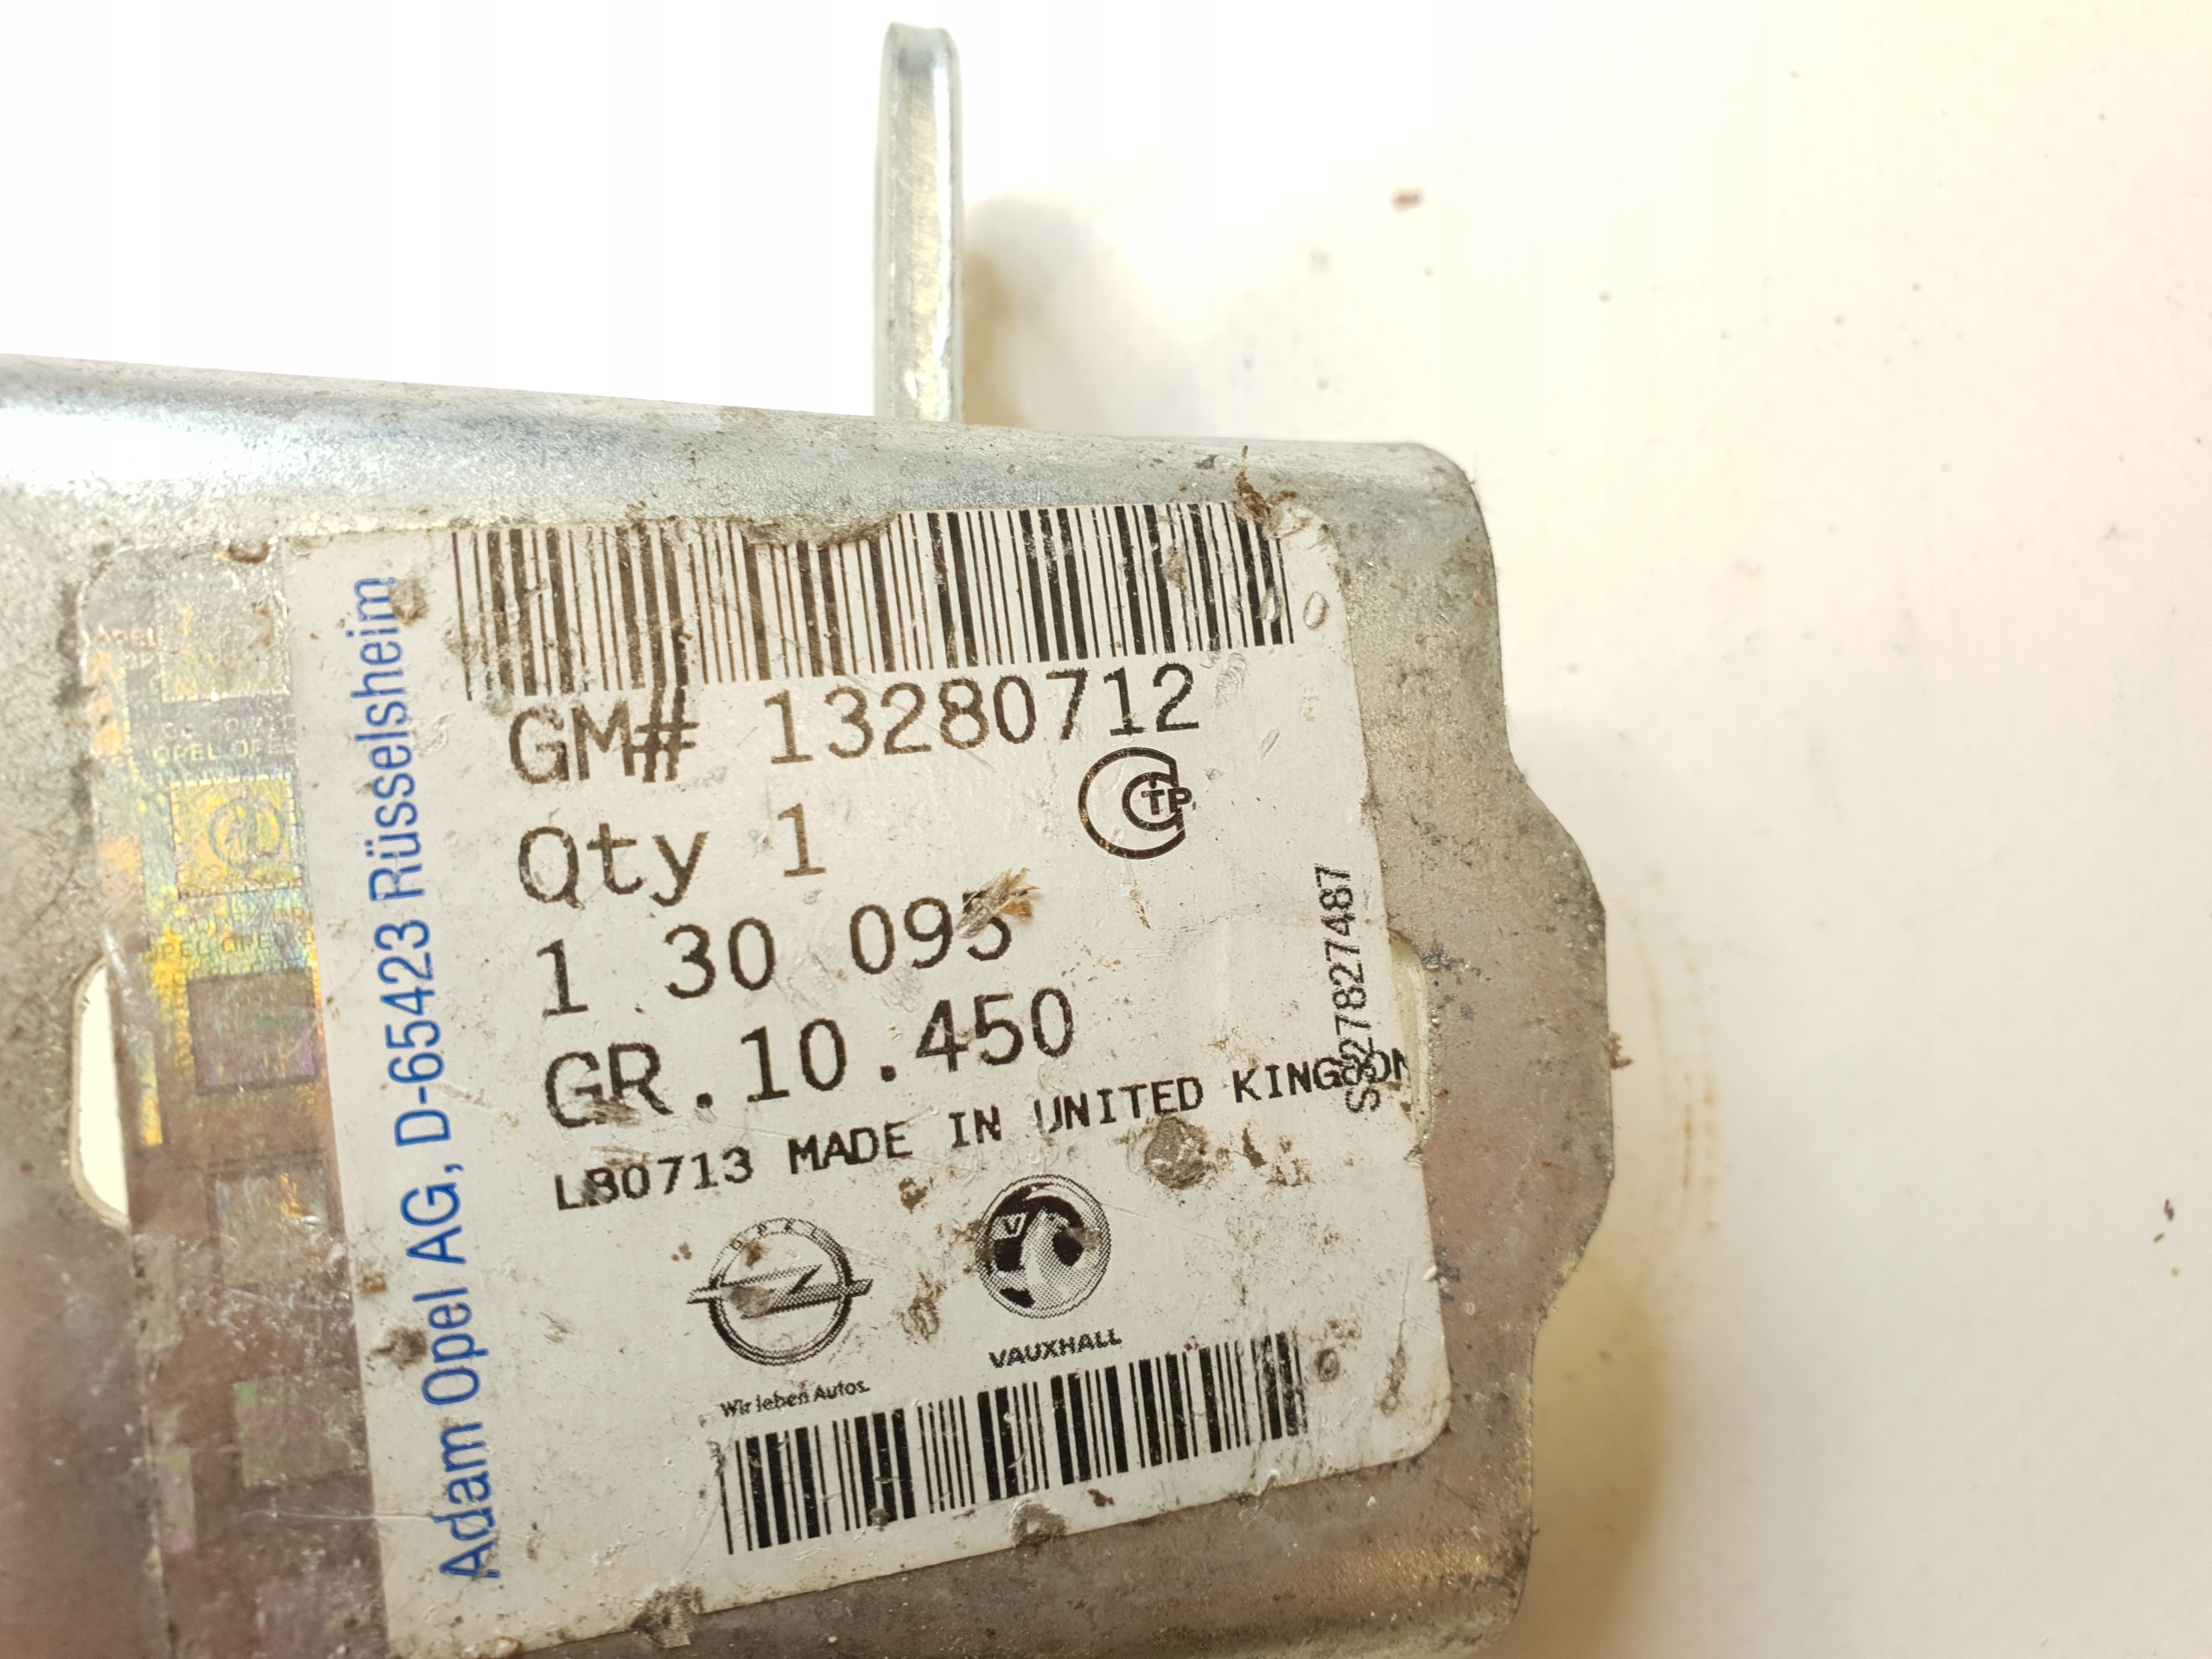 Adam Opel AG, D-65423 Rüsselsheim
GM# 13280712
Qty 1
1 30 095
GR.10.450
LB0713 MADE IN UNITED KINGDOM
OPEL
VAUXHALL
Wir leben Autos.